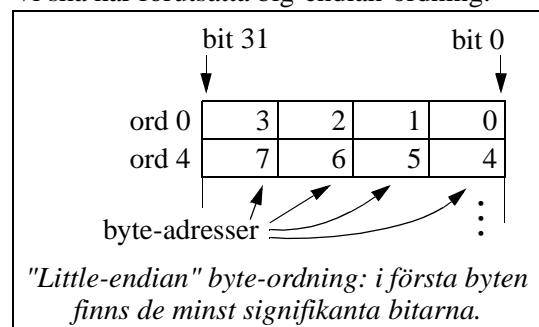 Vi ska här förutsätta big-endian-ordning.
bit 31 bit 0
ord 0 3 2 1 0
ord 4 7 6 5 4
byte-adresser
"Little-endian" byte-ordning: i första byten
finns de minst signifikanta bitarna.